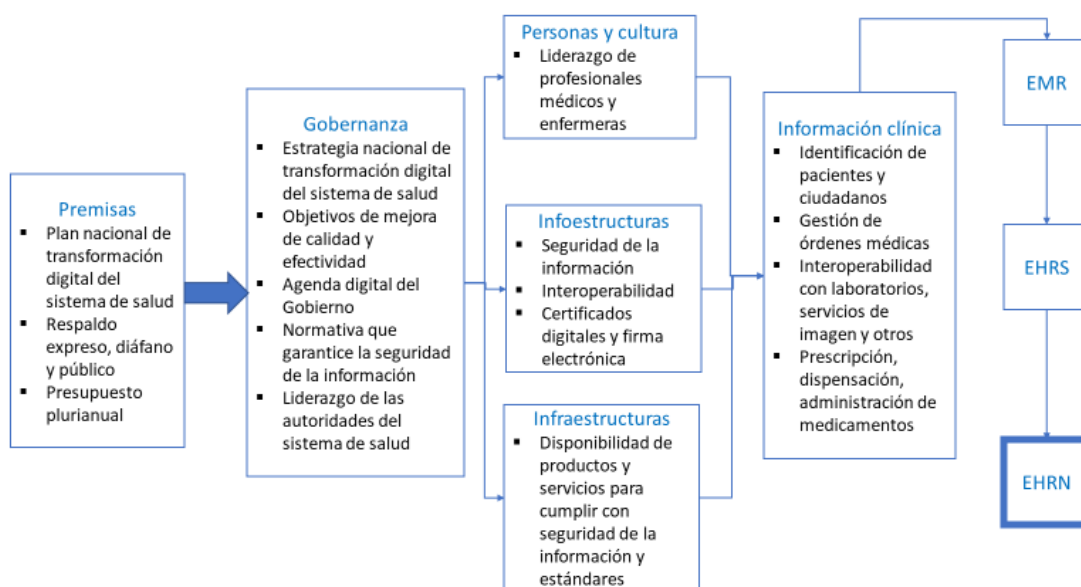 Premisas
▪ Plan nacional de
transformación
digital del
sistema de salud
▪ Respaldo
expreso, diáfano
y público
▪ Presupuesto
plurianual
Gobernanza
▪ Estrategia nacional de
transformación digital
del sistema de salud
▪ Objetivos de mejora
de calidad y
efectividad
▪ Agenda digital del
Gobierno
▪ Normativa que
garantice la seguridad
de la información
▪ Liderazgo de las
autoridades del
sistema de salud
Personas y cultura
▪ Liderazgo de
profesionales
médicos y
enfermeras
Infoestructuras
▪ Seguridad de la
información
▪ Interoperabilidad
▪ Certificados
digitales y firma
electrónica
Infraestructuras
▪ Disponibilidad de
productos y
servicios para
cumplir con
seguridad de la
información y
estándares
Información clínica
▪ Identificación de
pacientes y
ciudadanos
▪ Gestión de
órdenes médicas
▪ Interoperabilidad
con laboratorios,
servicios de
imagen y otros
▪ Prescripción,
dispensación,
administración de
medicamentos
EMR
EHRS
EHRN